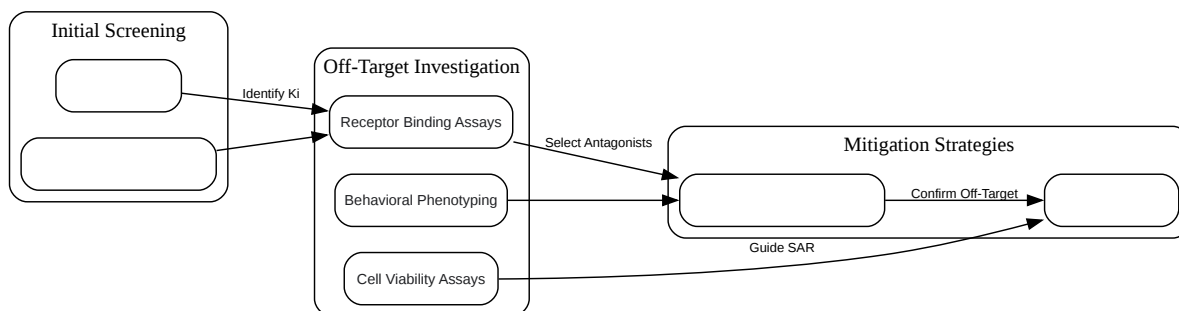 Initial Screening
Identify Ki
Off-Target Investigation
Receptor Binding Assays
Behavioral Phenotyping
Cell Viability Assays
Select Antagonists
Mitigation Strategies
Confirm Off-Target
Guide SAR